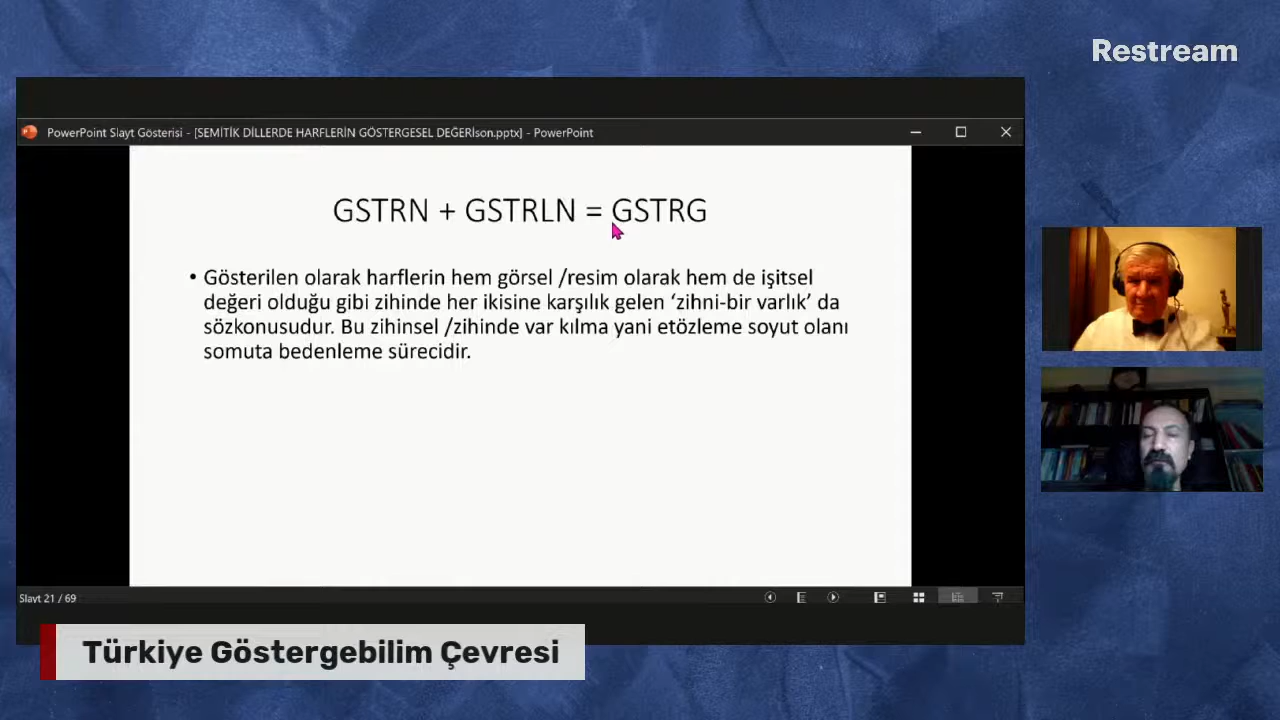 Restream
PowerPoint Slayt Gösterisi - [SEMİTİK DİLLERDE HARFLERİN GÖSTERGESEL DEĞERİson.pptx] - PowerPoint
GSTRN + GSTRLN = GSTRG
• Gösterilen olarak harflerin hem görsel /resim olarak hem de işitsel
değeri olduğu gibi zihinde her ikisine karşılık gelen ‘zihni-bir varlık’ da
sözkonusudur. Bu zihinsel /zihinde var kılma yani etözleme soyut olanı
somuta bedenleme sürecidir.
Slayt 21 / 69
Türkiye Göstergebilim Çevresi